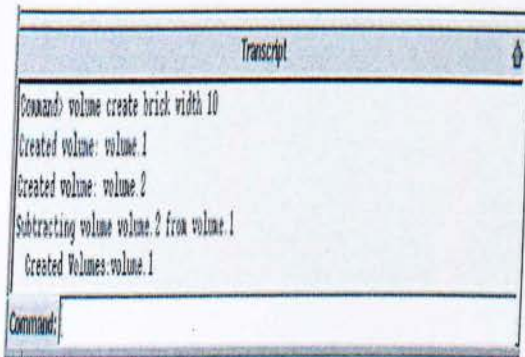 Transcript
Command> volume create brick width 10
Created volume: volume.1
Created volume: volume.2
Subtracting volume volume.2 from volume.1
Created Volumes:volume.1
Command: